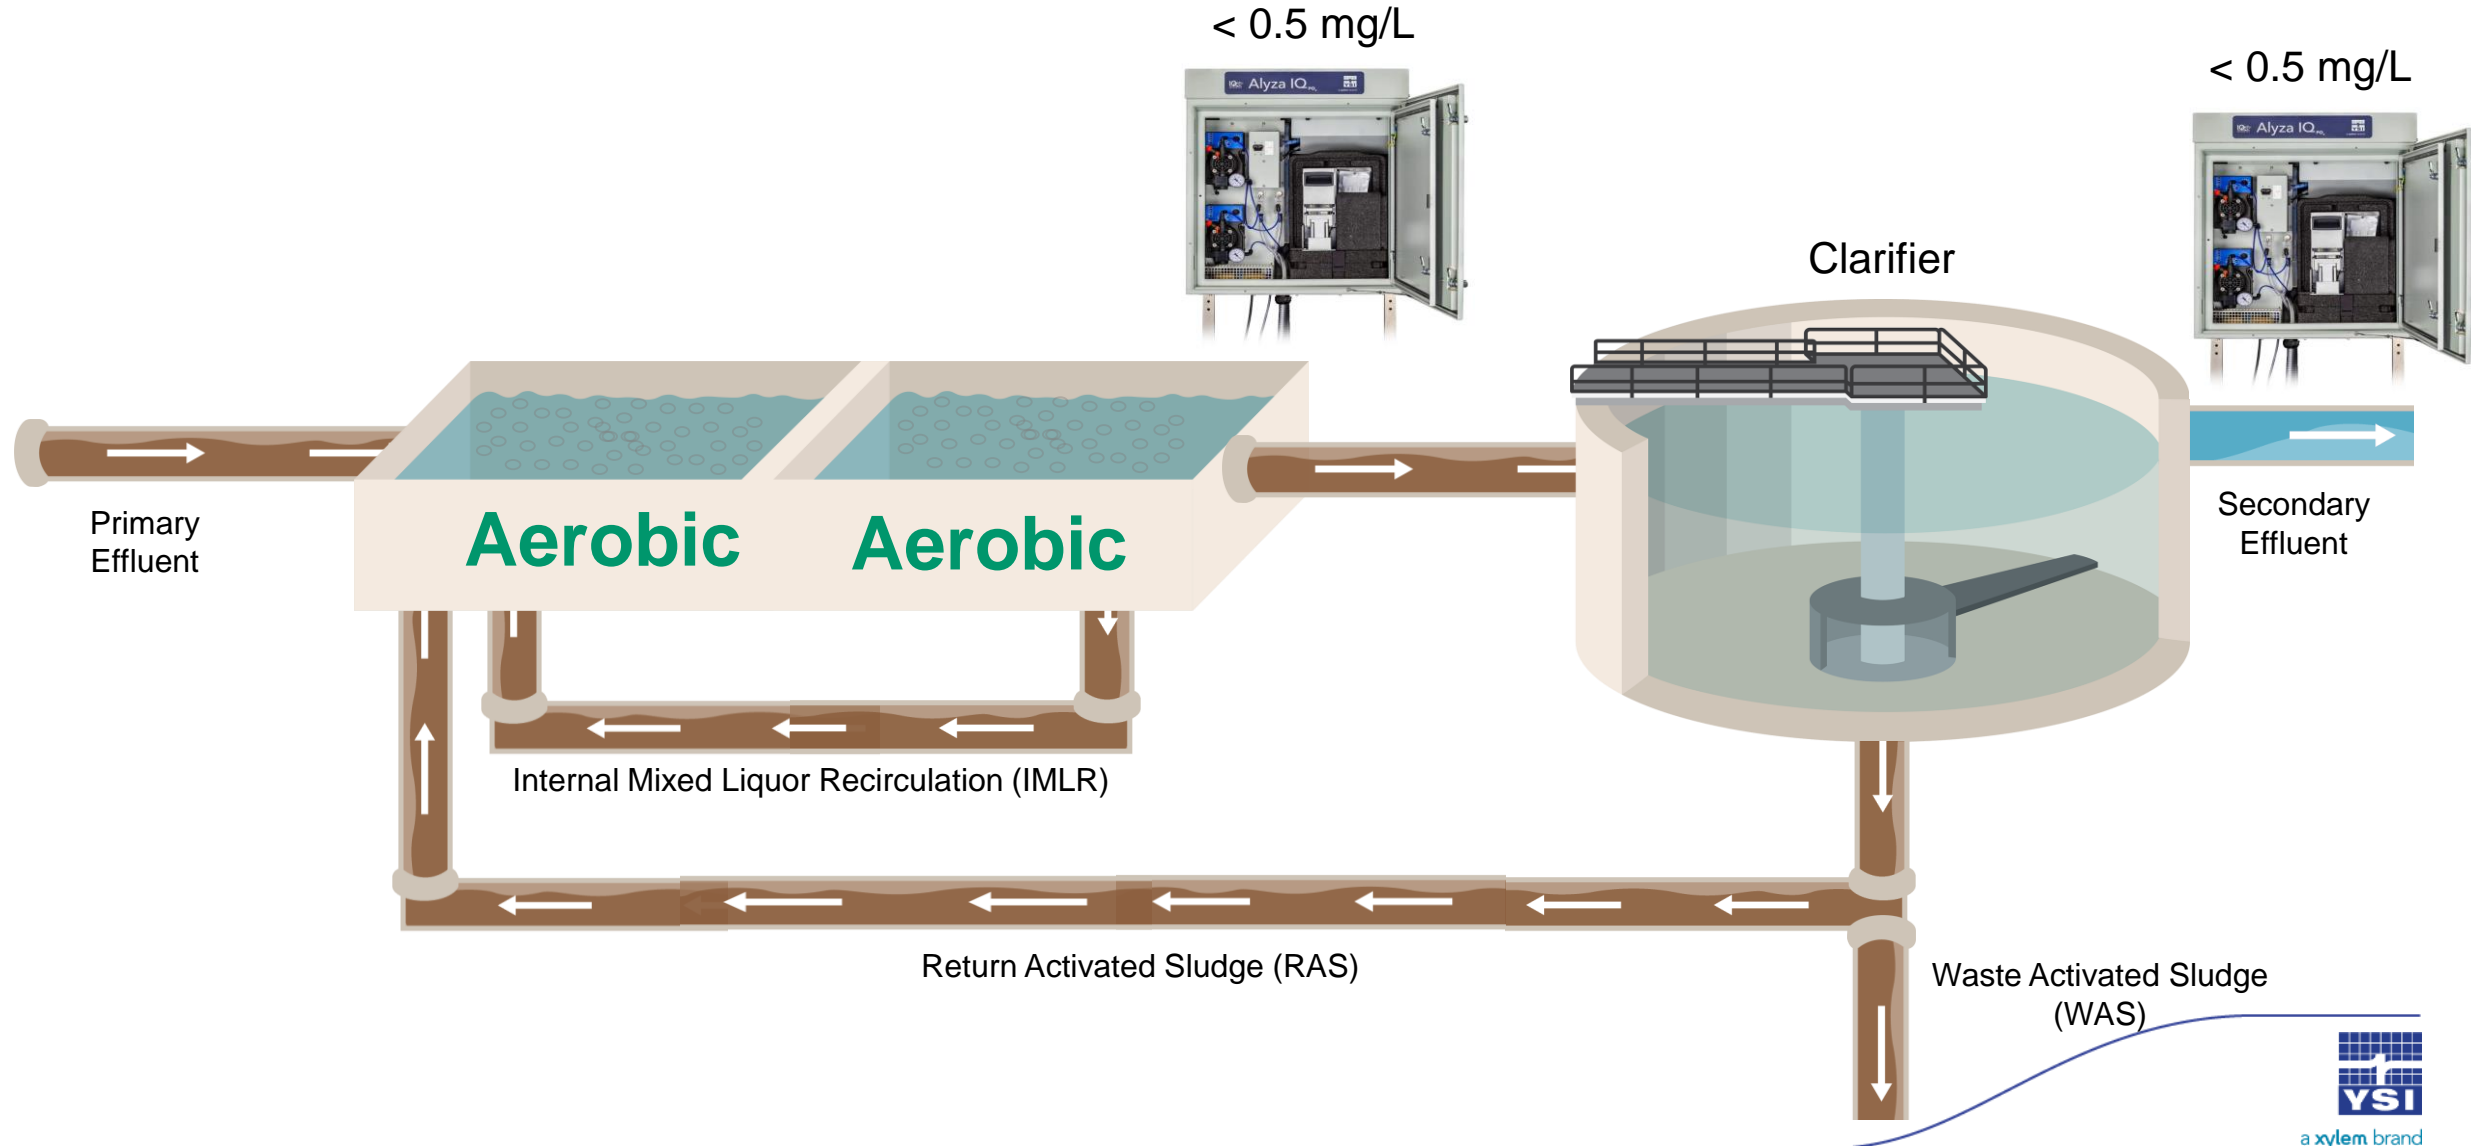 < 0.5 mg/L
< 0.5 mg/L
Alyza IQ
Alyza IQ
Clarifier
Primary
Effluent
Aerobic
Aerobic
Secondary
Effluent
Internal Mixed Liquor Recirculation (IMLR)
Return Activated Sludge (RAS)
Waste Activated Sludge
(WAS)
YSI
a xylem brand